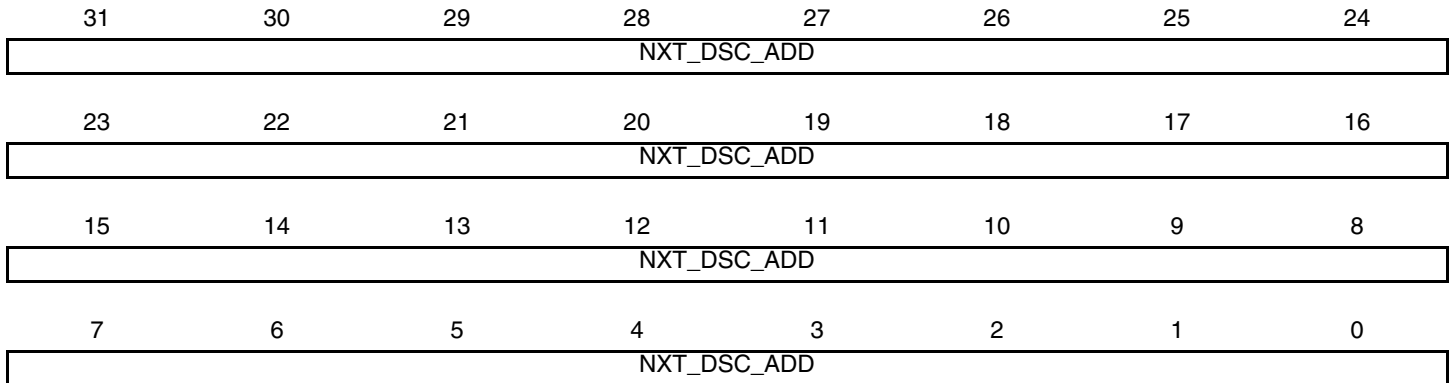 31 30 29 28 27 26 25 24
NXT_DSC_ADD
23 22 21 20 19 18 17 16
NXT_DSC_ADD
15 14 13 12 11 10 9 8
NXT_DSC_ADD
7 6 5 4 3 2 1 0
NXT_DSC_ADD